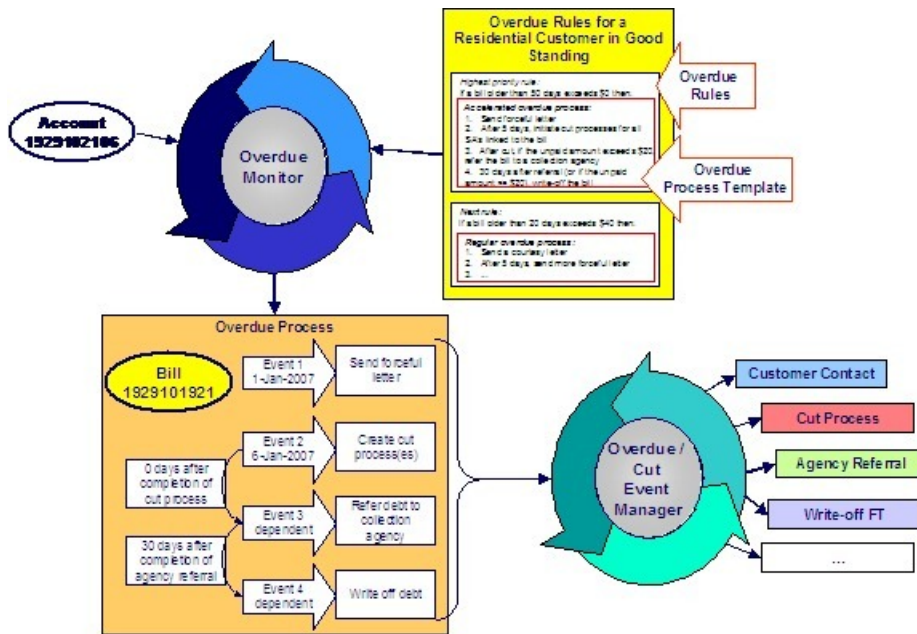 Overdue Rules for a
Residential Customer in Good
Standing
Highest priority rule:
If a bill older than 50 days exceeds $0 then:
Accelerated overdue process:
1. Send forceful letter
2. After 5 days, initiate cut processes for all
SAs linked to the bill
3. After cut, if the unpaid amount exceeds $20,
refer the bill to a collection agency
4. 30 days after referral (or if the unpaid
amount $20), write-off the bill
Next rule:
If a bill older than 20 days exceeds $40 then:
Regular overdue process:
1. Send a courtesy letter
2. After 5 days, send more forceful letter
3. ...
Overdue
Rules
Overdue
Process Template
Account
1929102106
Overdue
Monitor
Overdue Process
Bill
1929101921
Event 1
1-Jan-2007
Send forceful
letter
Event 2
6-Jan-2007
Create cut
process(es)
0 days after
completion of
cut process
Event 3
dependent
Refer debt to
collection
agency
30 days after
completion of
agency referral
Event 4
dependent
Write off debt
Overdue /
Cut
Event
Manager
Customer Contact
Cut Process
Agency Referral
Write-off FT
...